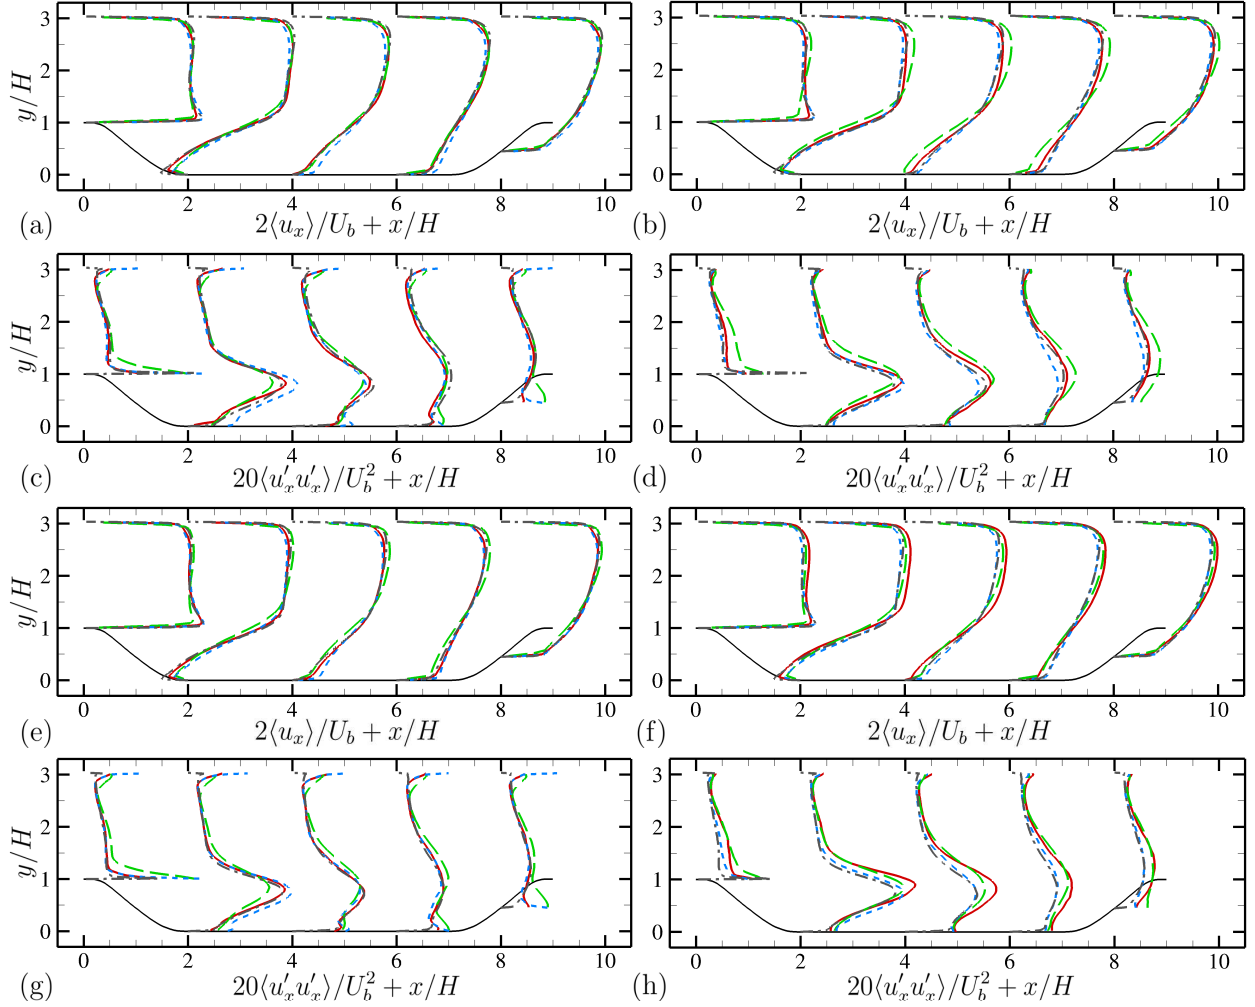 3
2
1
0
y/H
0 2 4 6 8 10
(a) 2⟨u_x⟩/U_b + x/H
3
2
1
0
0 2 4 6 8 10
(b) 2⟨u_x⟩/U_b + x/H
3
2
1
0
y/H
0 2 4 6 8 10
(c) 20⟨u′_x u′_x⟩/U_b^2 + x/H
3
2
1
0
0 2 4 6 8 10
(d) 20⟨u′_x u′_x⟩/U_b^2 + x/H
3
2
1
0
y/H
0 2 4 6 8 10
(e) 2⟨u_x⟩/U_b + x/H
3
2
1
0
0 2 4 6 8 10
(f) 2⟨u_x⟩/U_b + x/H
3
2
1
0
y/H
0 2 4 6 8 10
(g) 20⟨u′_x u′_x⟩/U_b^2 + x/H
3
2
1
0
0 2 4 6 8 10
(h) 20⟨u′_x u′_x⟩/U_b^2 + x/H